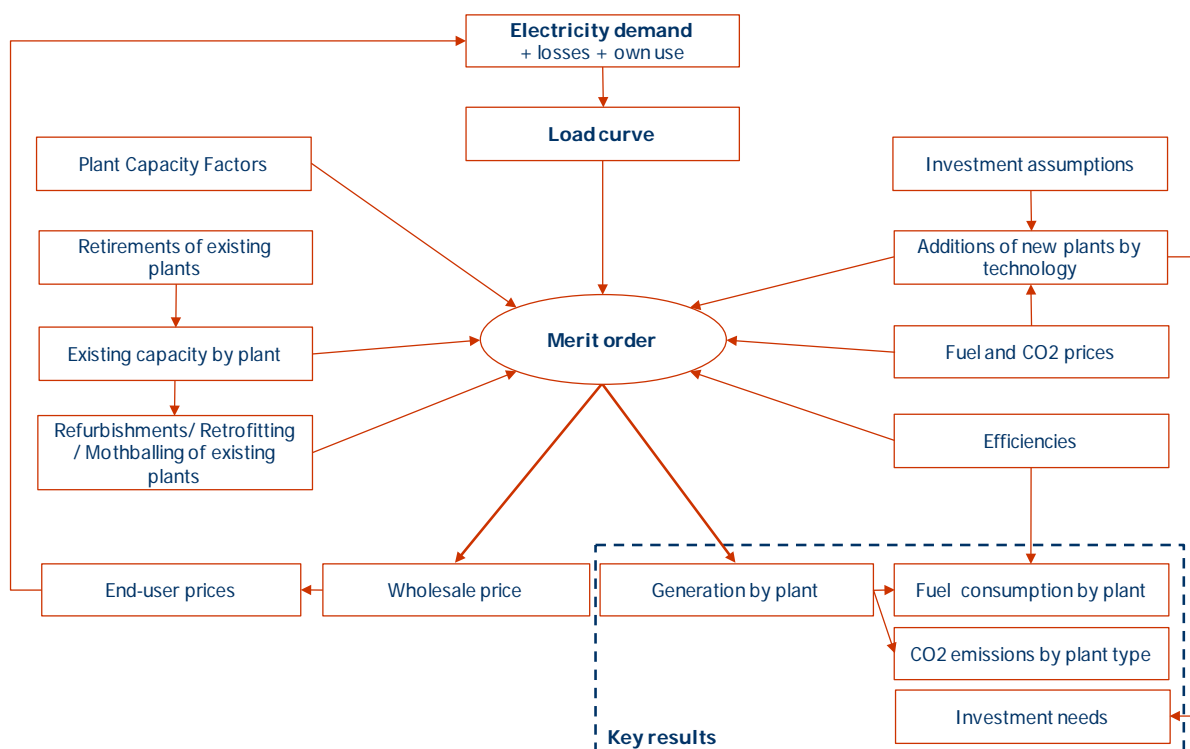 Electricity demand
+ losses + own use
Load curve
Plant Capacity Factors
Investment assumptions
Retirements of existing
plants
Additions of new plants by
technology
Existing capacity by plant
Merit order
Fuel and CO2 prices
Refurbishments/ Retrofitting
/ Mothballing of existing
plants
Efficiencies
End-user prices
Wholesale price
Generation by plant
Fuel consumption by plant
CO2 emissions by plant type
Investment needs
Key results